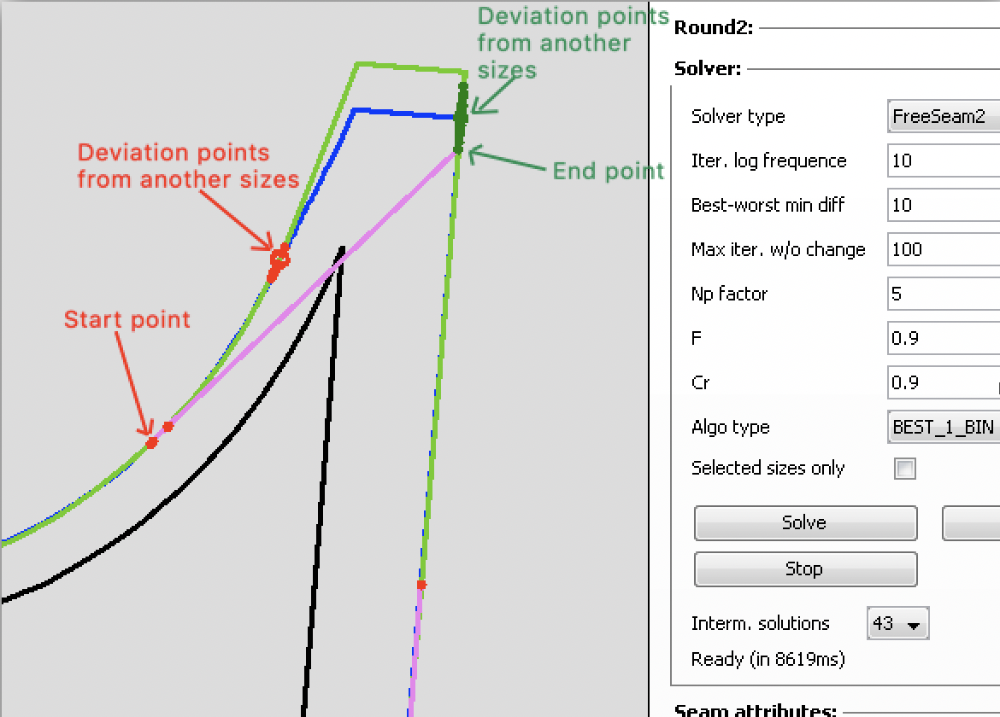 Deviation points
from another
sizes
Deviation points
from another sizes
End point
Start point
Round2:
Solver:
Solver type FreeSeam2
Iter. log frequence 10
Best-worst min diff 10
Max iter. w/o change 100
Np factor 5
F 0.9
Cr 0.9
Algo type BEST_1_BIN
Selected sizes only
Solve
Stop
Interm. solutions 43
Ready (in 8619ms)
Seam attributes: